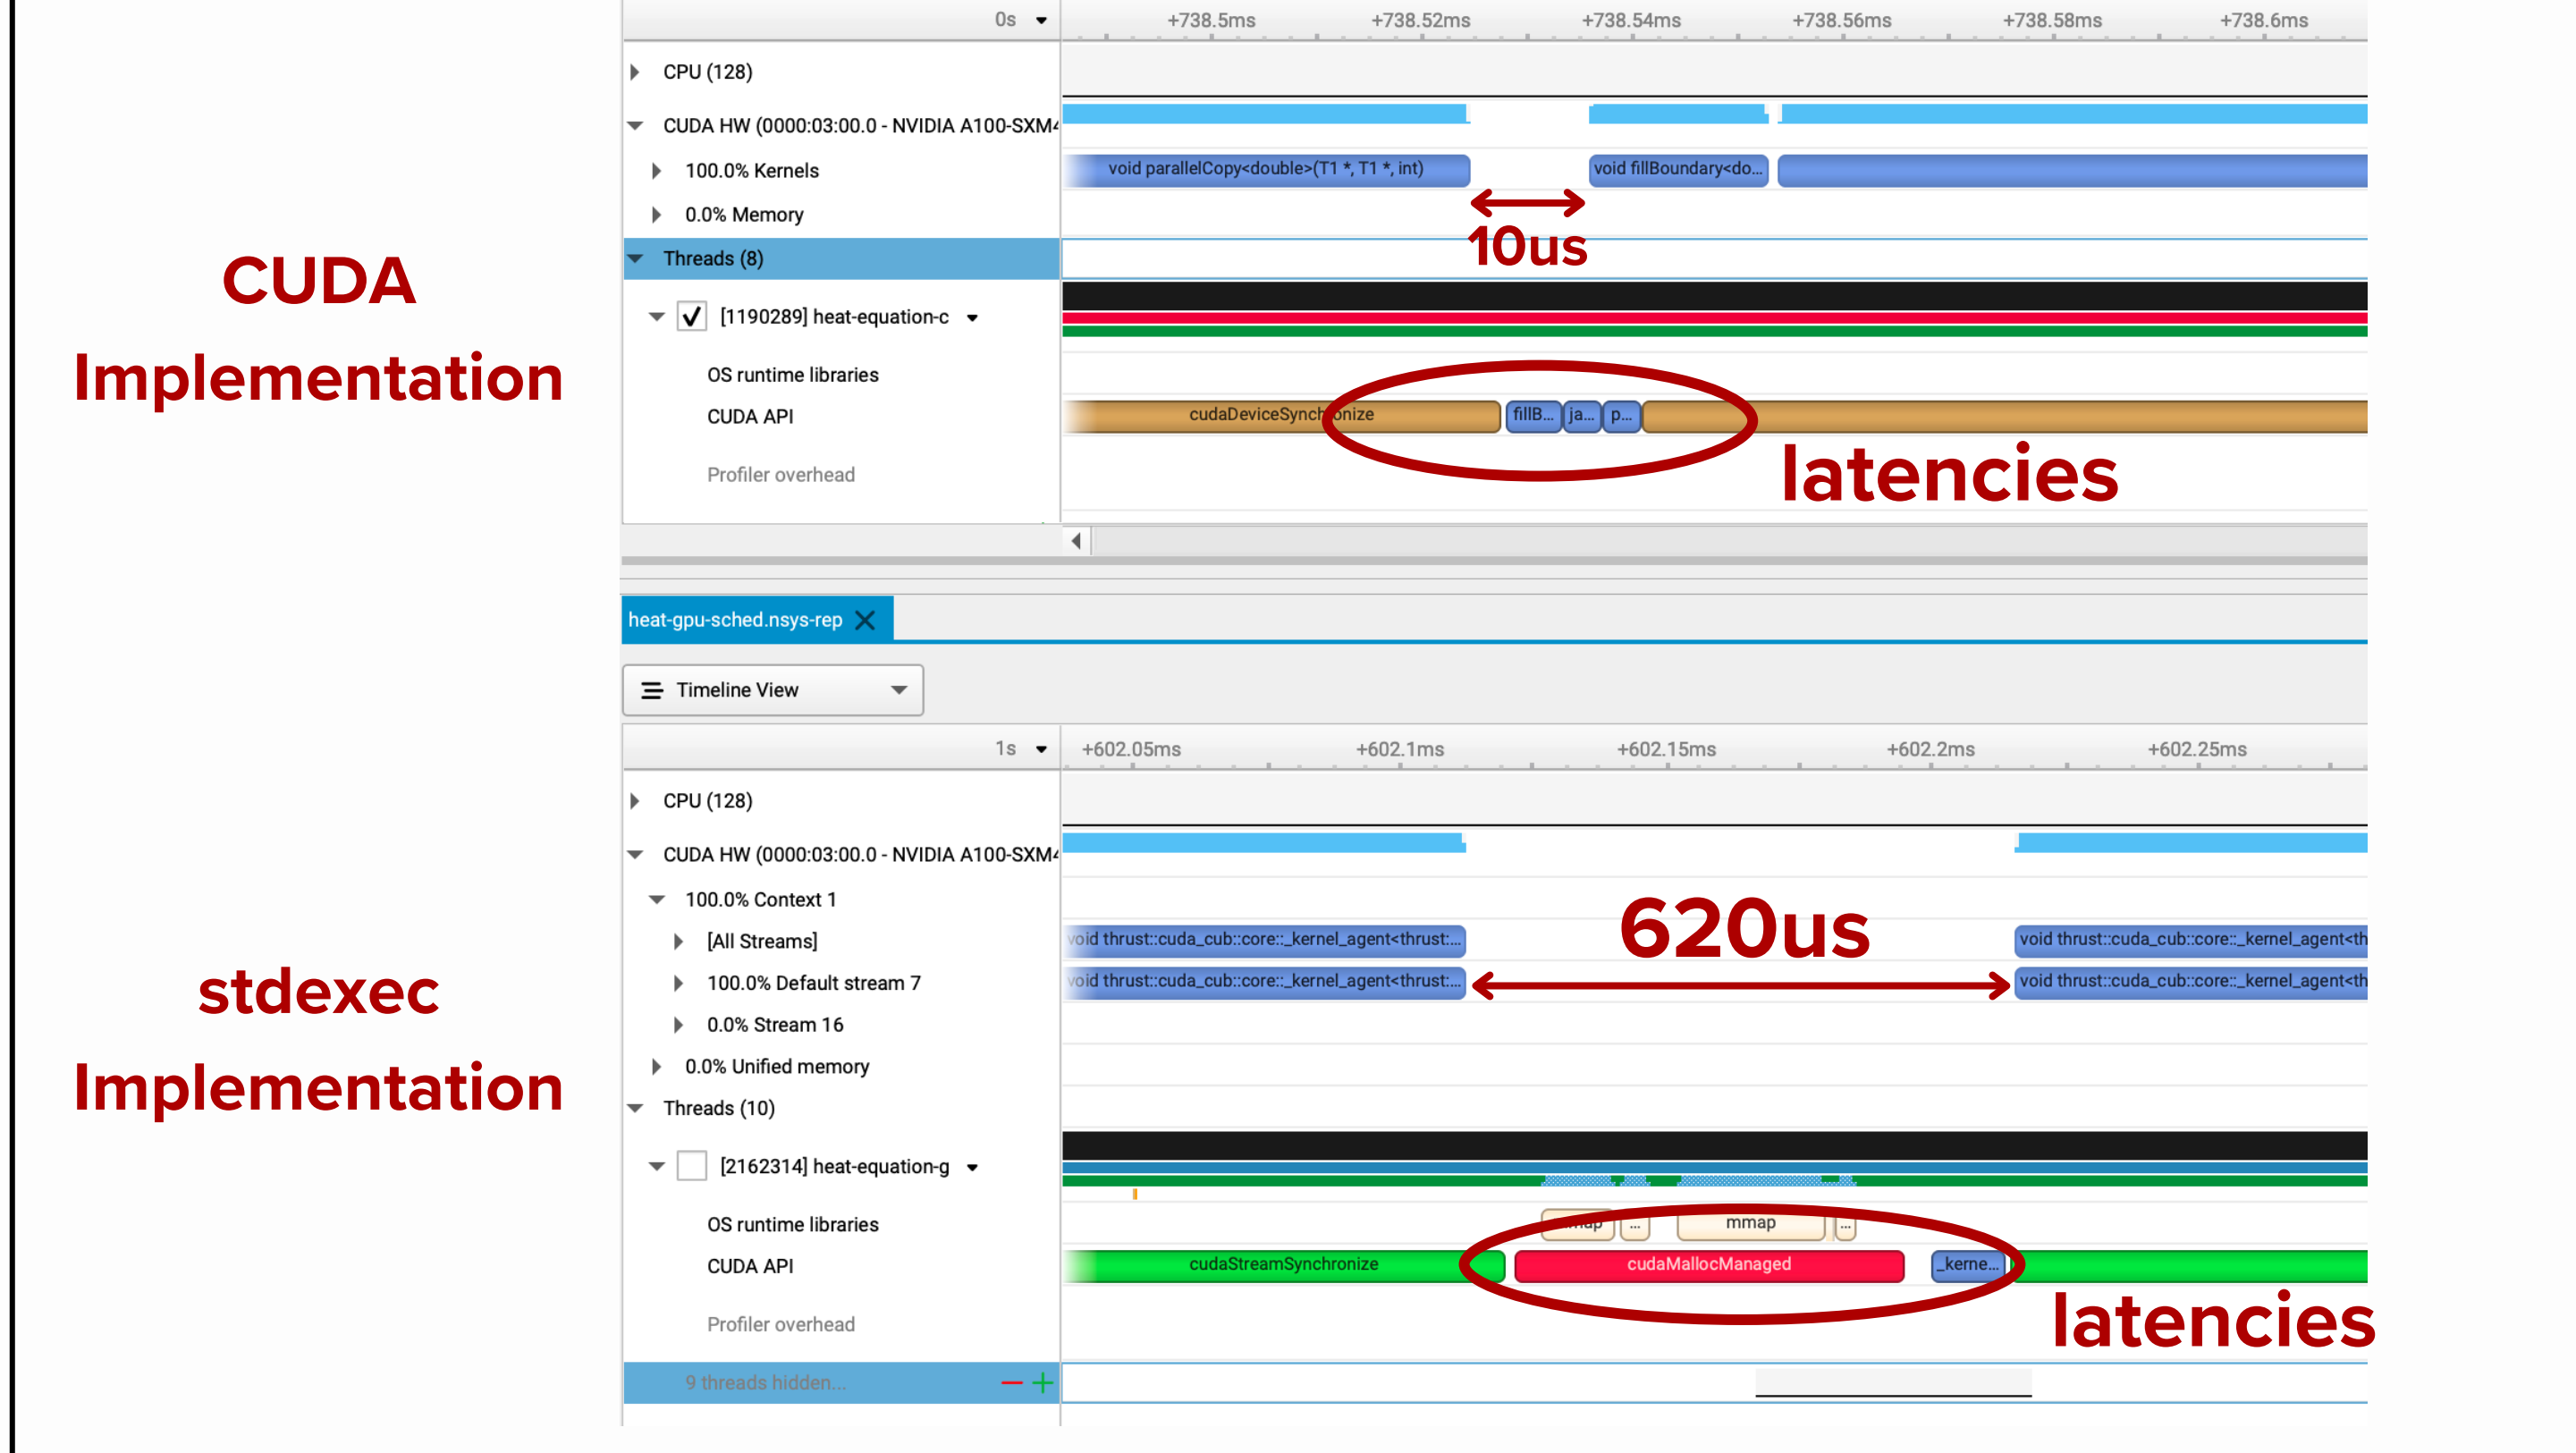 0s
+738.5ms +738.52ms +738.54ms +738.56ms +738.58ms +738.6ms
CPU (128)
CUDA HW (0000:03:00.0 - NVIDIA A100-SXM4
100.0% Kernels
void parallelCopy<double>(T1 *, T1 *, int) void fillBoundary<do...
0.0% Memory
10us
Threads (8)
CUDA
Implementation
[1190289] heat-equation-c
OS runtime libraries
CUDA API
cudaDeviceSynchronize fillB... ja... p...
latencies
Profiler overhead
heat-gpu-sched.nsys-rep
Timeline View
1s
+602.05ms +602.1ms +602.15ms +602.2ms +602.25ms
CPU (128)
CUDA HW (0000:03:00.0 - NVIDIA A100-SXM4
100.0% Context 1
[All Streams]
void thrust::cuda_cub::core::_kernel_agent<thrust:... 620us void thrust::cuda_cub::core::_kernel_agent<th
100.0% Default stream 7
void thrust::cuda_cub::core::_kernel_agent<thrust:... void thrust::cuda_cub::core::_kernel_agent<th
0.0% Stream 16
0.0% Unified memory
Threads (10)
stdexec
Implementation
[2162314] heat-equation-g
OS runtime libraries
mmap ... mmap ...
CUDA API
cudaStreamSynchronize cudaMallocManaged _kerne...
latencies
Profiler overhead
9 threads hidden...